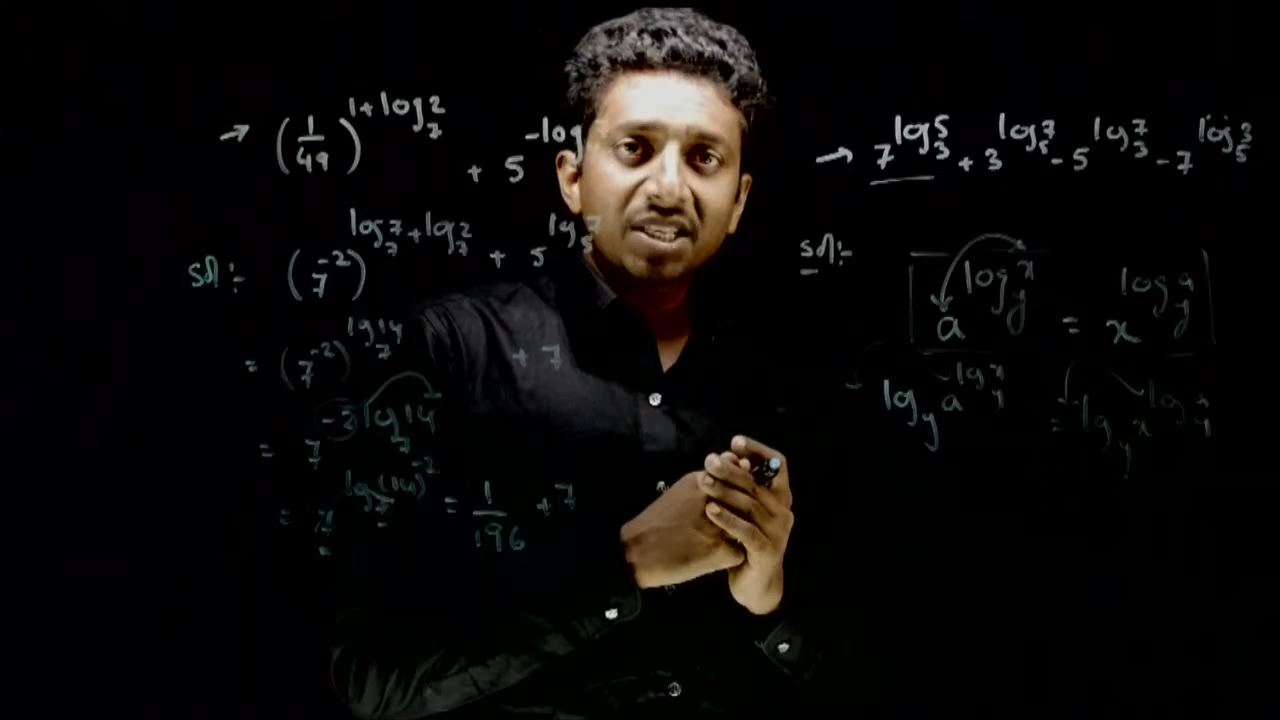 → (1/49)^(1+log_7 2) + 5^(-log
Sol:- (7^-2)^(log_7 7+log_7 2) + 5^(log_5 7)
= (7^-2)^(log_7 14) + 7
= 7^(-2 log_7 14)
= 7^(log_7 (14)^-2) = 1/196 + 7
→ 7^(log_3 5) + 3^(log_5 7) - 5^(log_3 7) - 7^(log_5 3)
Sol:- a^(log_y x) = x^(log_y a)
log_y a^(log_y x) = log_y x^(log_y